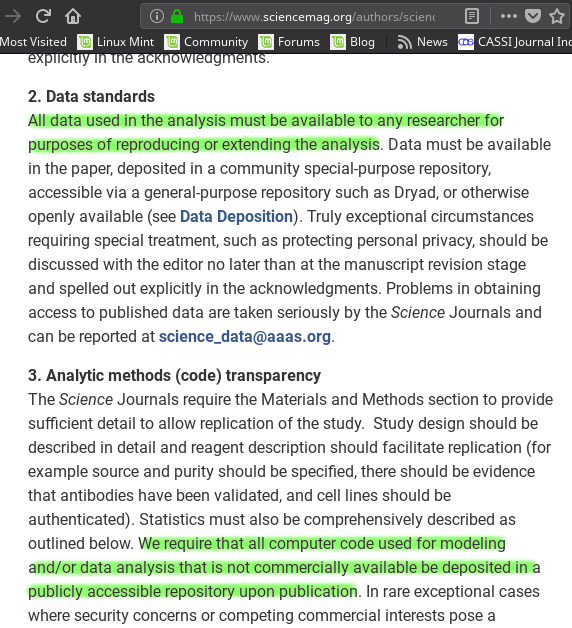 https://www.sciencemag.org/authors/scienc
Most Visited Linux Mint Community Forums Blog News CASSI Journal Inc
explicitly in the acknowledgments.
2. Data standards
All data used in the analysis must be available to any researcher for
purposes of reproducing or extending the analysis. Data must be available
in the paper, deposited in a community special-purpose repository,
accessible via a general-purpose repository such as Dryad, or otherwise
openly available (see Data Deposition). Truly exceptional circumstances
requiring special treatment, such as protecting personal privacy, should be
discussed with the editor no later than at the manuscript revision stage
and spelled out explicitly in the acknowledgments. Problems in obtaining
access to published data are taken seriously by the Science Journals and
can be reported at science_data@aaas.org.
3. Analytic methods (code) transparency
The Science Journals require the Materials and Methods section to provide
sufficient detail to allow replication of the study. Study design should be
described in detail and reagent description should facilitate replication (for
example source and purity should be specified, there should be evidence
that antibodies have been validated, and cell lines should be
authenticated). Statistics must also be comprehensively described as
outlined below. We require that all computer code used for modeling
and/or data analysis that is not commercially available be deposited in a
publicly accessible repository upon publication. In rare exceptional cases
where security concerns or competing commercial interests pose a